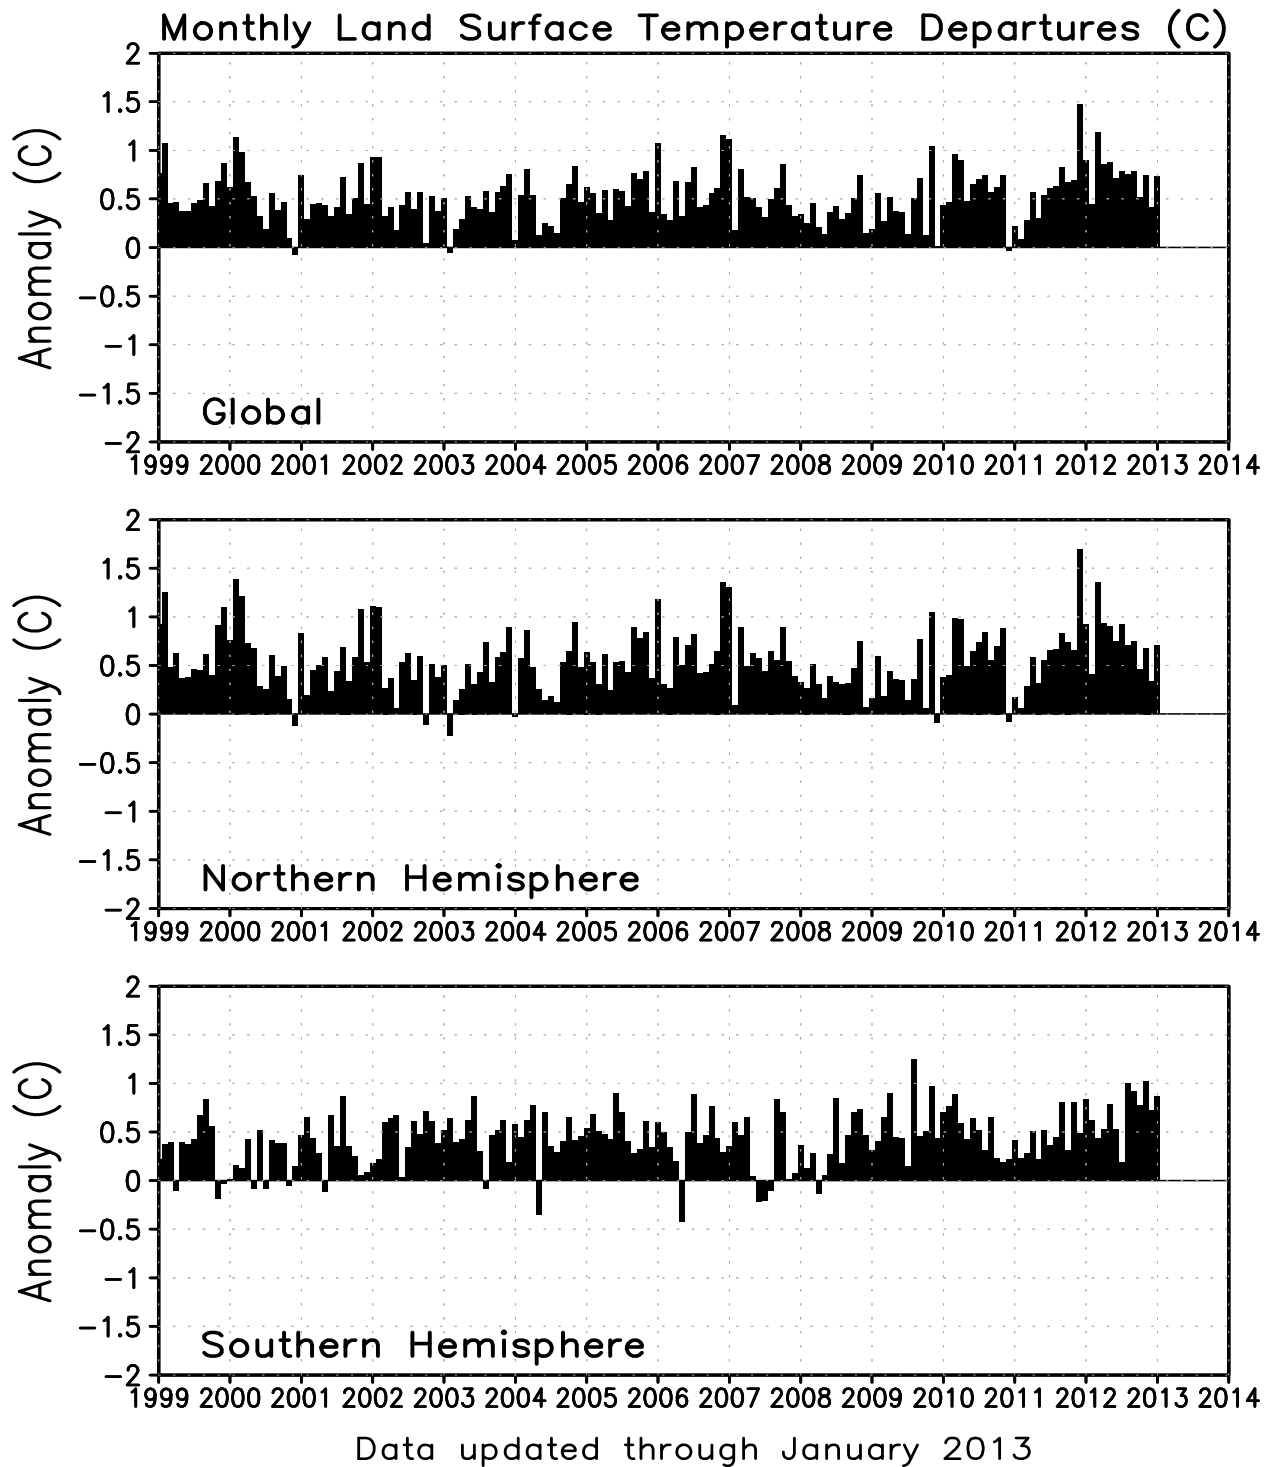 Monthly Land Surface Temperature Departures (C)
2
1.5
1
0.5
0
−0.5
−1
−1.5
−2
Anomaly (C)
Global
1999 2000 2001 2002 2003 2004 2005 2006 2007 2008 2009 2010 2011 2012 2013 2014
2
1.5
1
0.5
0
−0.5
−1
−1.5
−2
Anomaly (C)
Northern Hemisphere
1999 2000 2001 2002 2003 2004 2005 2006 2007 2008 2009 2010 2011 2012 2013 2014
2
1.5
1
0.5
0
−0.5
−1
−1.5
−2
Anomaly (C)
Southern Hemisphere
1999 2000 2001 2002 2003 2004 2005 2006 2007 2008 2009 2010 2011 2012 2013 2014
Data updated through January 2013